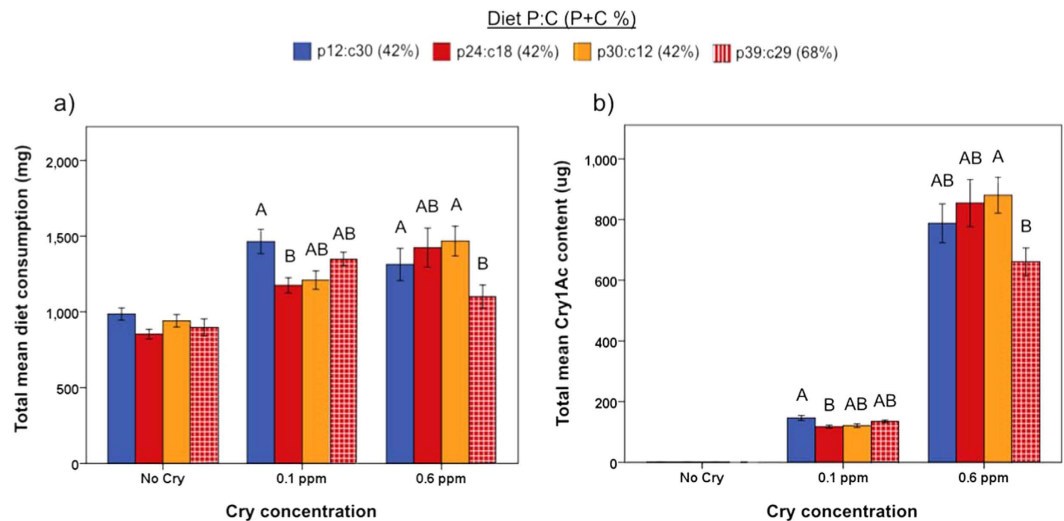 Diet P:C (P+C %)
p12:c30 (42%) p24:c18 (42%) p30:c12 (42%) p39:c29 (68%)
a)
Total mean diet consumption (mg)
2,000
1,500
1,000
500
0
A B AB AB A AB A B
No Cry 0.1 ppm 0.6 ppm
Cry concentration
b)
Total mean Cry1Ac content (ug)
1,000
800
600
400
200
0
A B AB AB AB AB A B
No Cry 0.1 ppm 0.6 ppm
Cry concentration